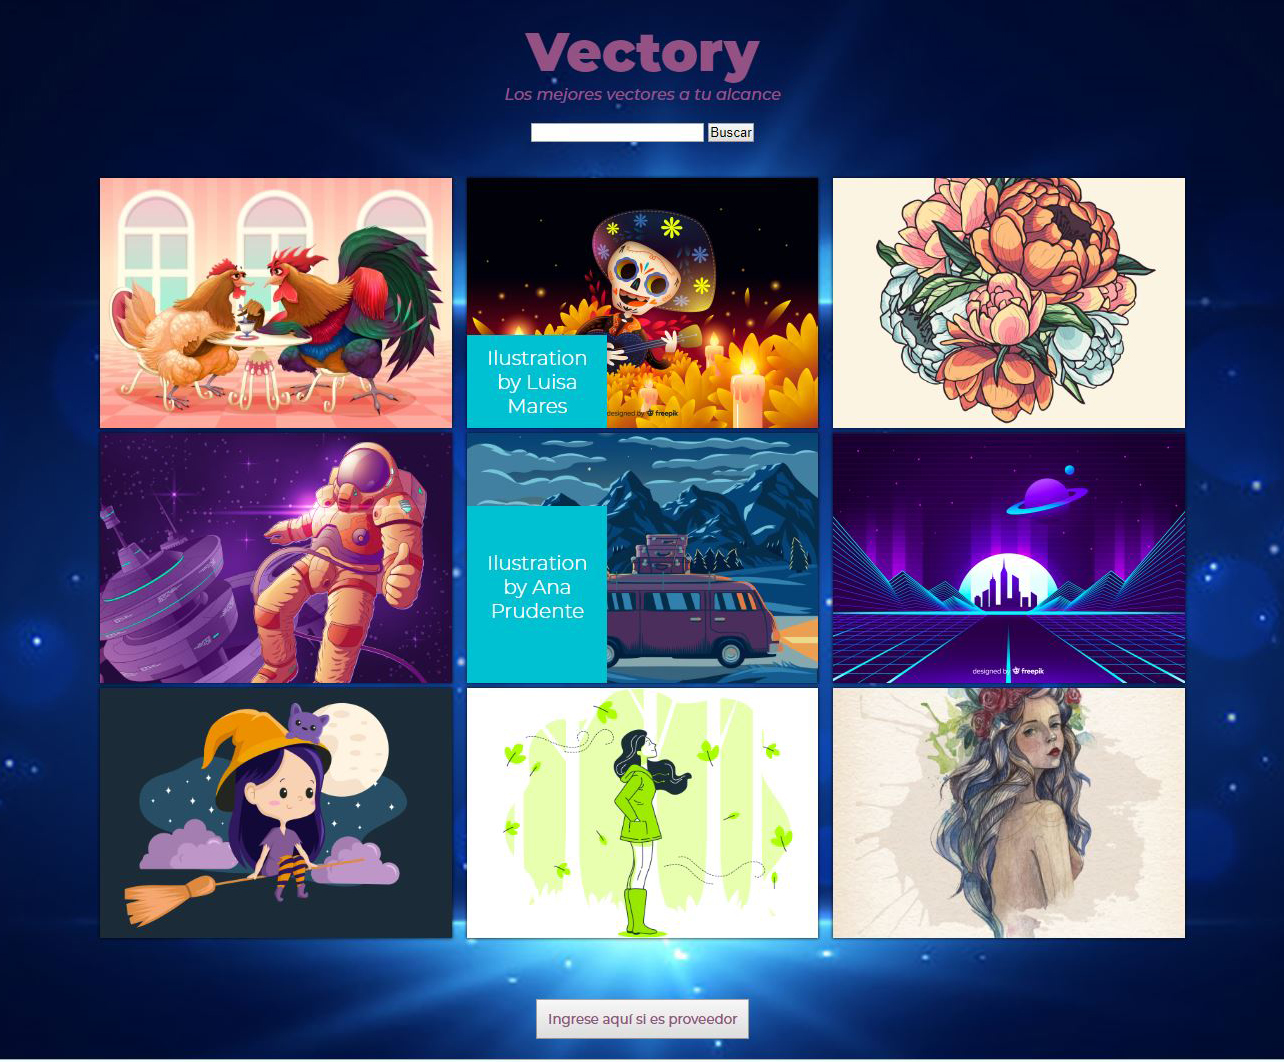 Vectory
Los mejores vectores a tu alcance
Buscar
Ilustration
by Luisa
Mares
designed by freepik
Ilustration
by Ana
Prudente
designed by freepik
Ingrese aquí si es proveedor